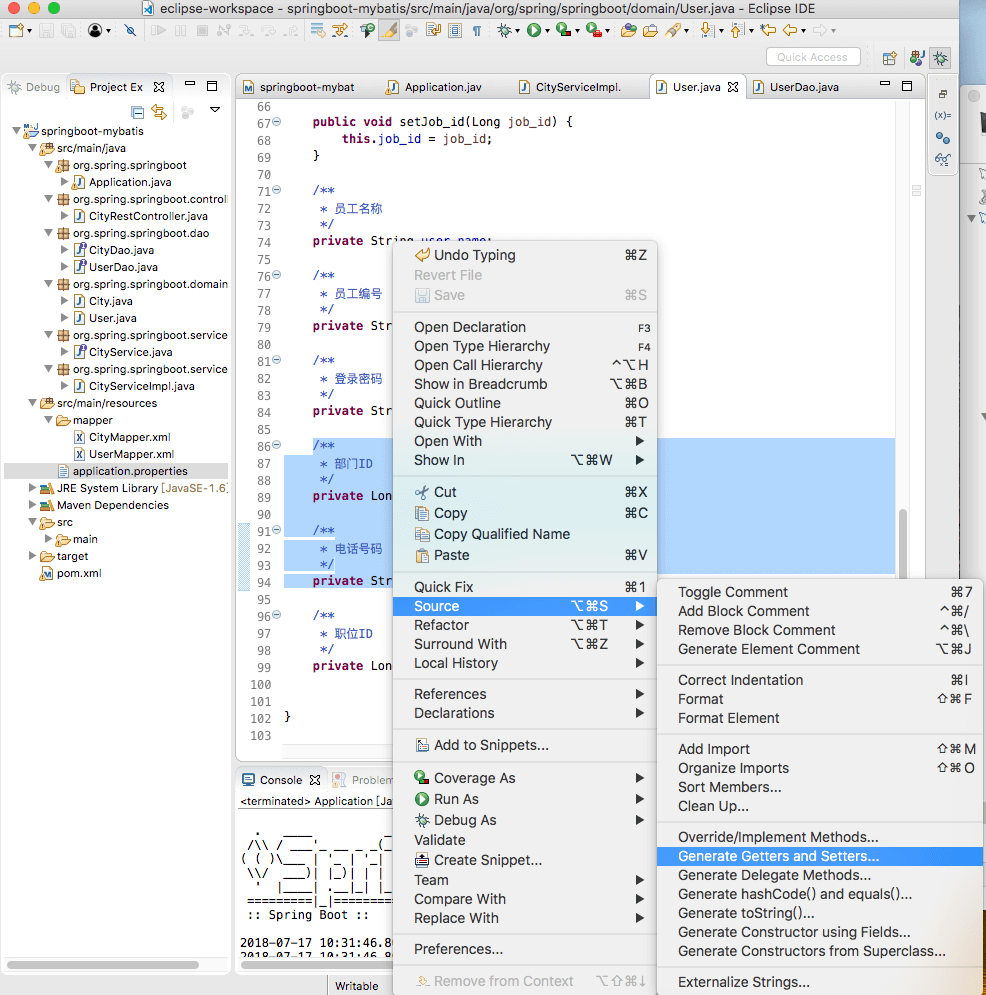 eclipse-workspace - springboot-mybatis/src/main/java/org/spring/springboot/domain/User.java - Eclipse IDE
Quick Access
Debug
Project Ex
springboot-mybat
Application.jav
CityServiceImpl.
User.java
UserDao.java
springboot-mybatis
src/main/java
org.spring.springboot
Application.java
org.spring.springboot.controll
CityRestController.java
org.spring.springboot.dao
CityDao.java
UserDao.java
org.spring.springboot.domain
City.java
User.java
org.spring.springboot.service
CityService.java
org.spring.springboot.service
CityServiceImpl.java
src/main/resources
mapper
CityMapper.xml
UserMapper.xml
application.properties
JRE System Library [JavaSE-1.6]
Maven Dependencies
src
main
target
pom.xml
66
67 public void setJob_id(Long job_id) {
68 this.job_id = job_id;
69 }
70
71 /**
72 * 员工名称
73 */
74 private String user_name;
75
76 /**
77 * 员工编号
78 */
79 private Str
80
81 /**
82 * 登录密码
83 */
84 private Str
85
86 /**
87 * 部门ID
88 */
89 private Lon
90
91 /**
92 * 电话号码
93 */
94 private Str
95
96 /**
97 * 职位ID
98 */
99 private Lon
100
101
102 }
103
Undo Typing ⌘Z
Revert File
Save ⌘S
Open Declaration F3
Open Type Hierarchy F4
Open Call Hierarchy ^⌥H
Show in Breadcrumb ⌥⌘B
Quick Outline ⌘O
Quick Type Hierarchy ⌘T
Open With
Show In ⌥⌘W
Cut ⌘X
Copy ⌘C
Copy Qualified Name
Paste ⌘V
Quick Fix ⌘1
Source ⌥⌘S
Refactor ⌥⌘T
Surround With ⌥⌘Z
Local History
References
Declarations
Add to Snippets...
Coverage As
Run As
Debug As
Validate
Create Snippet...
Team
Compare With
Replace With
Preferences...
Remove from Context ⌥⇧⌘↓
Toggle Comment ⌘7
Add Block Comment ^⌘/
Remove Block Comment ^⌘\
Generate Element Comment ⌥⌘J
Correct Indentation ⌘I
Format ⇧⌘F
Format Element
Add Import ⇧⌘M
Organize Imports ⇧⌘O
Sort Members...
Clean Up...
Override/Implement Methods...
Generate Getters and Setters...
Generate Delegate Methods...
Generate hashCode() and equals()...
Generate toString()...
Generate Constructor using Fields...
Generate Constructors from Superclass...
Externalize Strings...
Console
Problem
<terminated> Application [Ja
:: Spring Boot ::
2018-07-17 10:31:46.80
2018-07-17 10:31:46.8
Writable